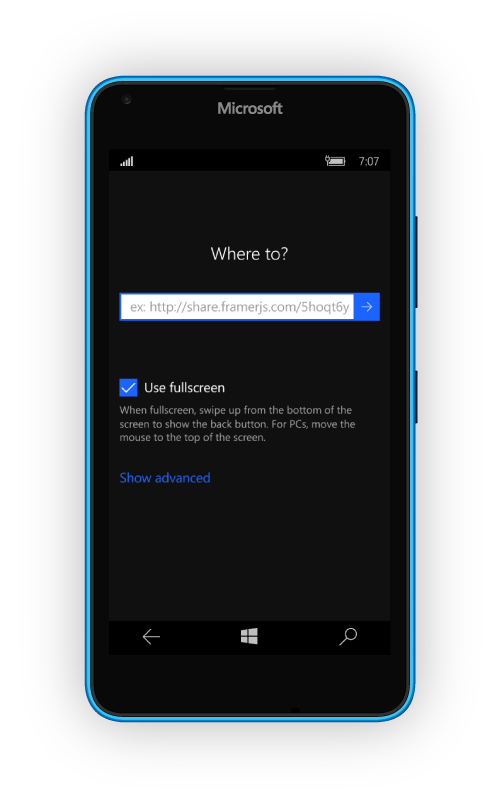 Microsoft
7:07
Where to?
ex: http://share.framerjs.com/5hoqt6y
Use fullscreen
When fullscreen, swipe up from the bottom of the
screen to show the back button. For PCs, move the
mouse to the top of the screen.
Show advanced